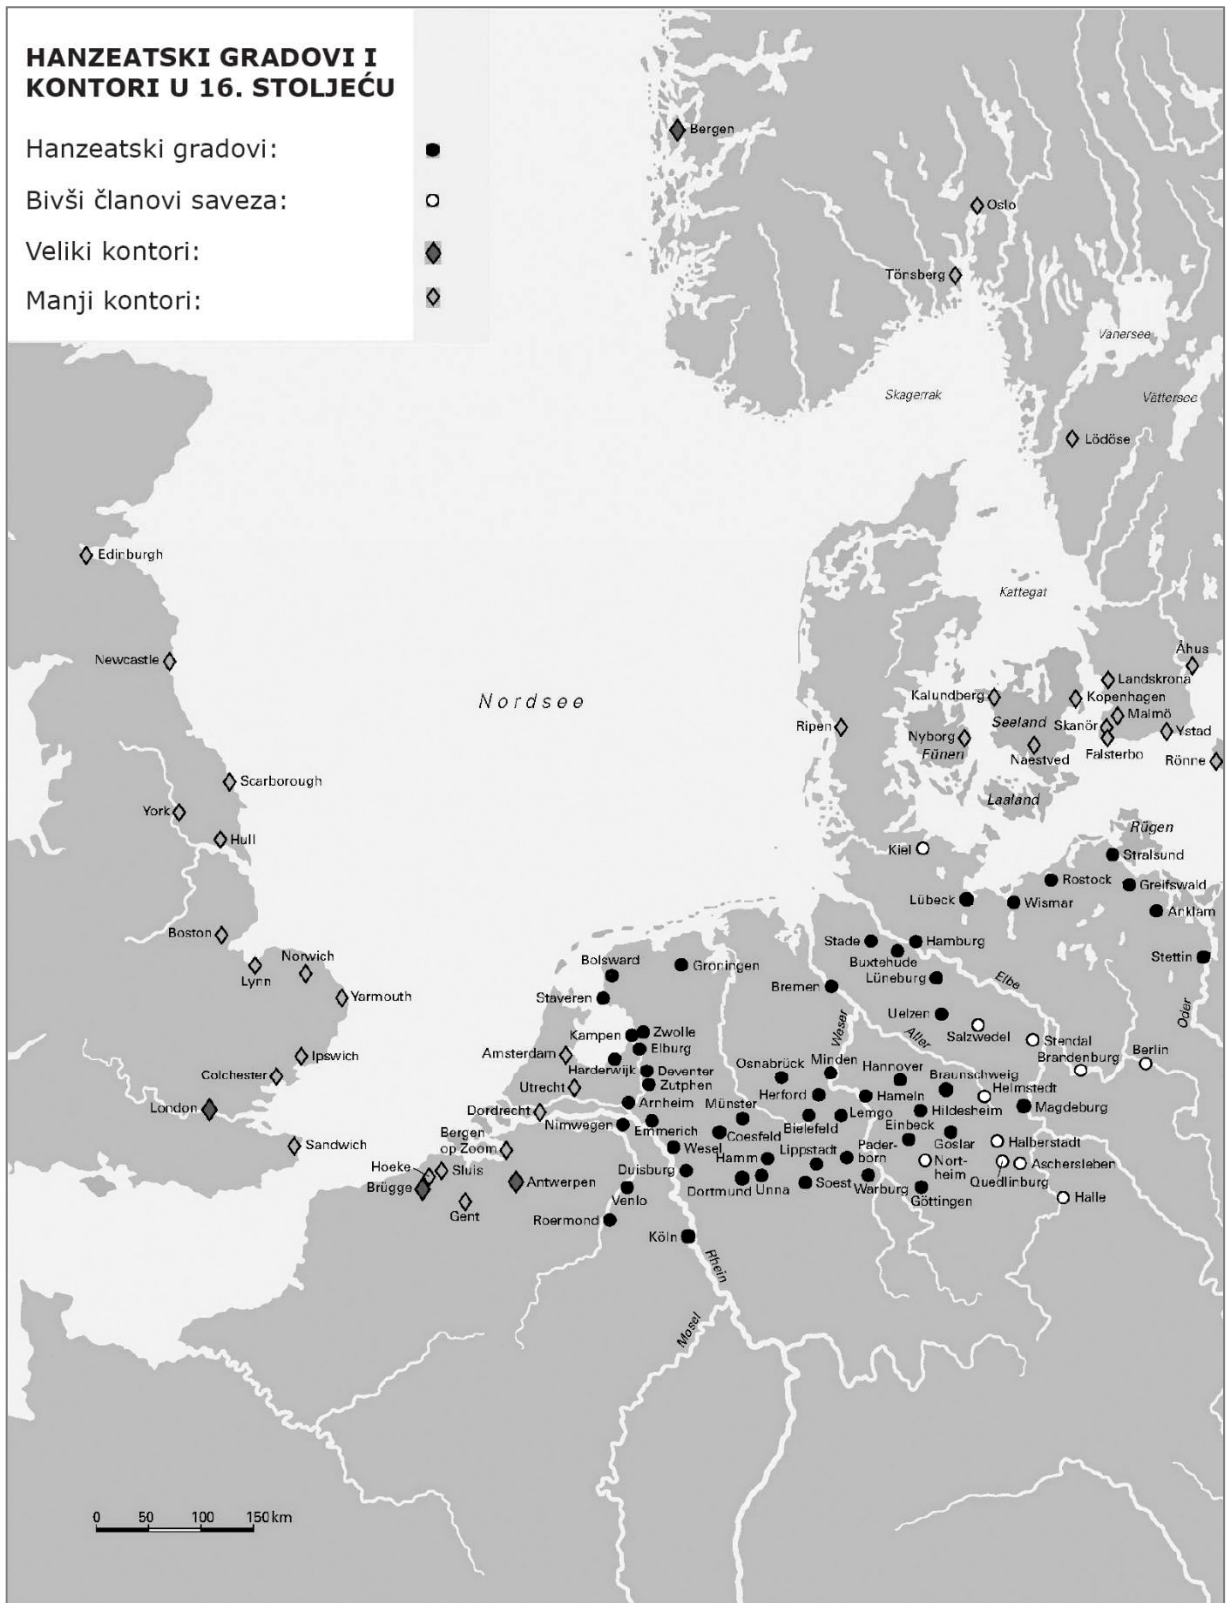 HANZEATSKI GRADOVI I
KONTORI U 16. STOLJEĆU
Hanzeatski gradovi:
Bivši članovi saveza:
Veliki kontori:
Manji kontori:
Bergen
Oslo
Tönsberg
Vanersee
Skagerrak
Vättersee
Lödöse
Edinburgh
Kattegat
Newcastle
Åhus
Landskrona
Nordsee
Kalundberg
Kopenhagen
Seeland
Malmö
Ripen
Skanör
Ystad
Nyborg
Fünen
Naestved
Falsterbo
Rönne
Scarborough
York
Laaland
Hull
Rügen
Kiel
Stralsund
Rostock
Greifswald
Lübeck
Wismar
Anklam
Boston
Stade
Hamburg
Norwich
Buxtehude
Stettin
Lynn
Bolsward
Groningen
Lüneburg
Elbe
Yarmouth
Staveren
Bremen
Uelzen
Oder
Kampen
Zwolle
Weser
Aller
Salzwedel
Stendal
Ipswich
Amsterdam
Elburg
Brandenburg
Berlin
Harderwijk
Deventer
Osnabrück
Minden
Hannover
Colchester
Utrecht
Zutphen
Braunschweig
Helmstedt
London
Dordrecht
Arnheim
Münster
Herford
Hameln
Magdeburg
Nimwegen
Emmerich
Bielefeld
Lemgo
Hildesheim
Einbeck
Sandwich
Bergen
op Zoom
Coesfeld
Goslar
Halberstadt
Wesel
Lippstadt
Pader-
born
Hoeke
Sluis
Hamm
Nort-
heim
Aschersleben
Brügge
Antwerpen
Duisburg
Dortmund
Unna
Soest
Warburg
Quedlinburg
Gent
Venlo
Göttingen
Halle
Roermond
Köln
Rhein
Mosel
0 50 100 150 km